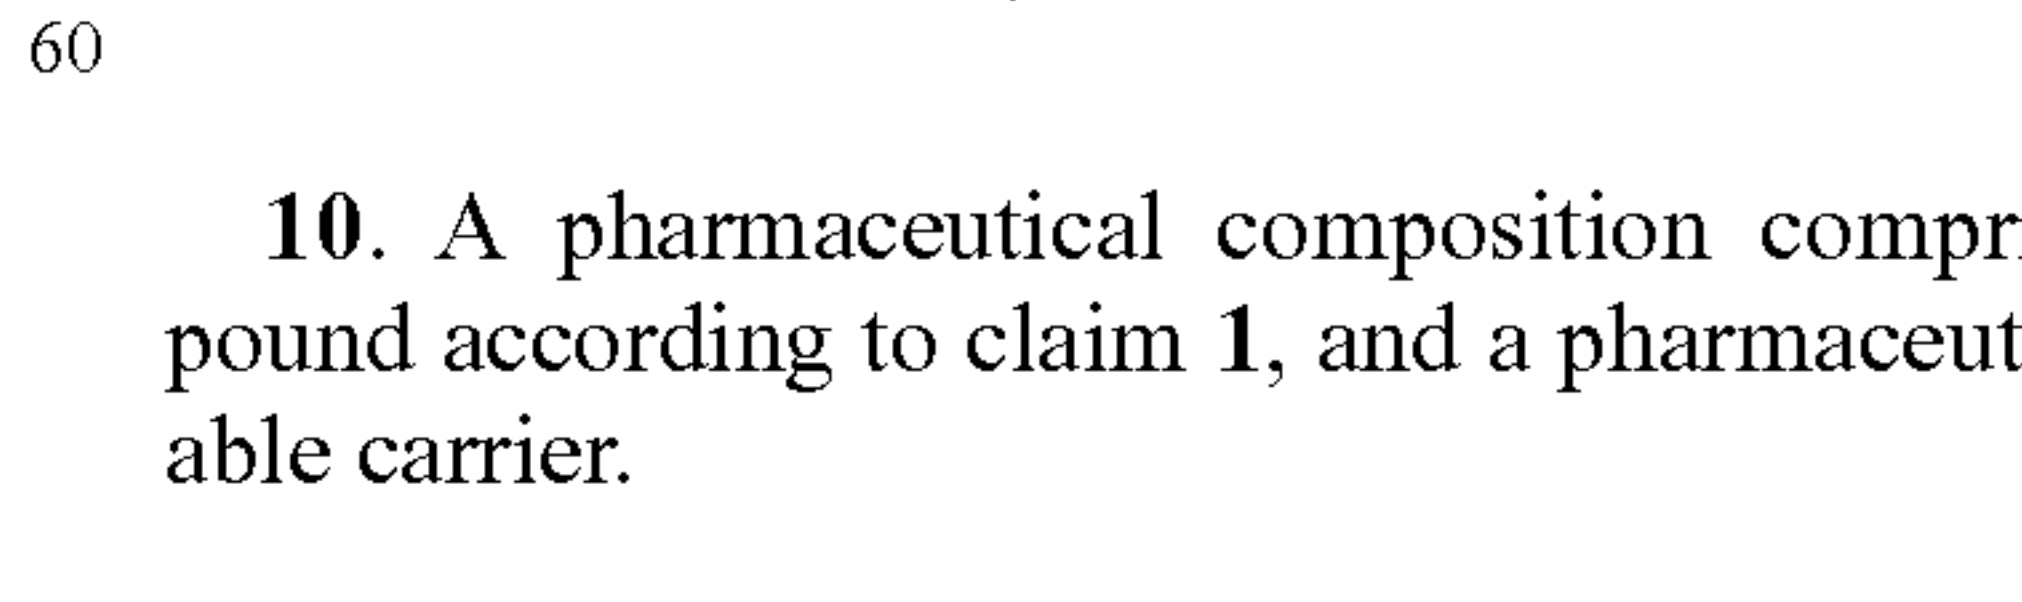 60
10. A pharmaceutical composition compr
pound according to claim 1, and a pharmaceut
able carrier.